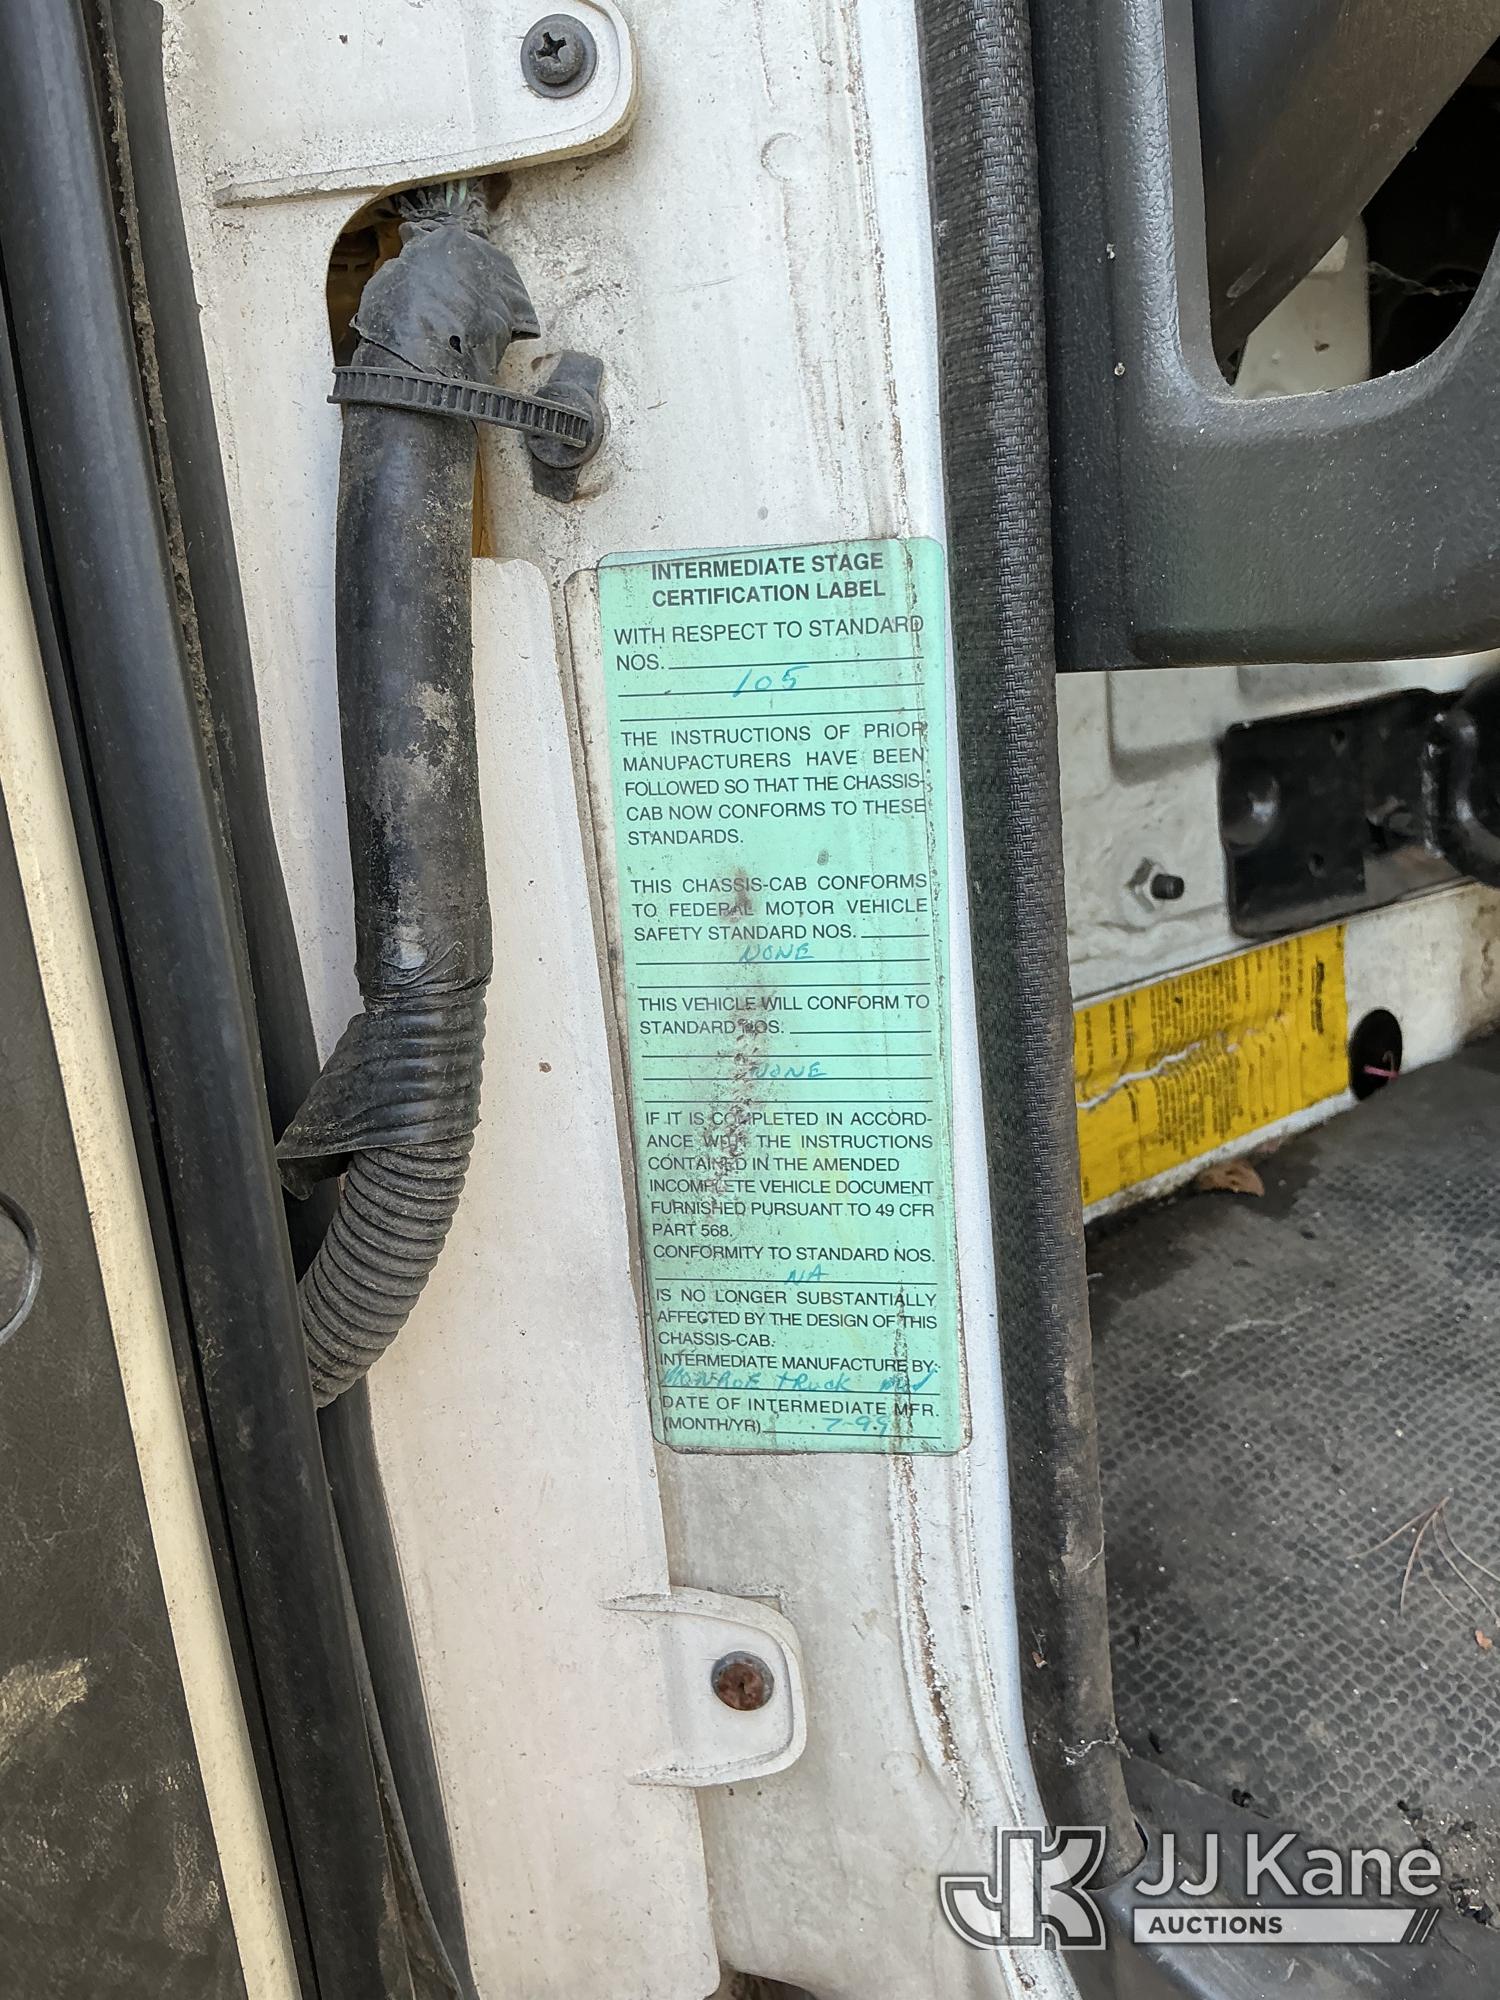 INTERMEDIATE STAGE
CERTIFICATION LABEL
WITH RESPECT TO STANDARD
NOS.
105
THE INSTRUCTIONS OF PRIOR
MANUPACTURERS HAVE BEEN
FOLLOWED SO THAT THE CHASSIS-
CAB NOW CONFORMS TO THESE
STANDARDS.
THIS CHASSIS-CAB CONFORMS
TO FEDERAL MOTOR VEHICLE
SAFETY STANDARD NOS.
NONE
THIS VEHICLE WILL CONFORM TO
STANDARD NOS.
NONE
IF IT IS COMPLETED IN ACCORD-
ANCE WITH THE INSTRUCTIONS
CONTAINED IN THE AMENDED
INCOMPLETE VEHICLE DOCUMENT
FURNISHED PURSUANT TO 49 CFR
PART 568.
CONFORMITY TO STANDARD NOS.
NA
IS NO LONGER SUBSTANTIALLY
AFFECTED BY THE DESIGN OF THIS
CHASSIS-CAB.
INTERMEDIATE MANUFACTURE BY:
MONROE TRUCK
DATE OF INTERMEDIATE MFR.
(MONTH/YR) 7-99
JK JJ Kane
AUCTIONS